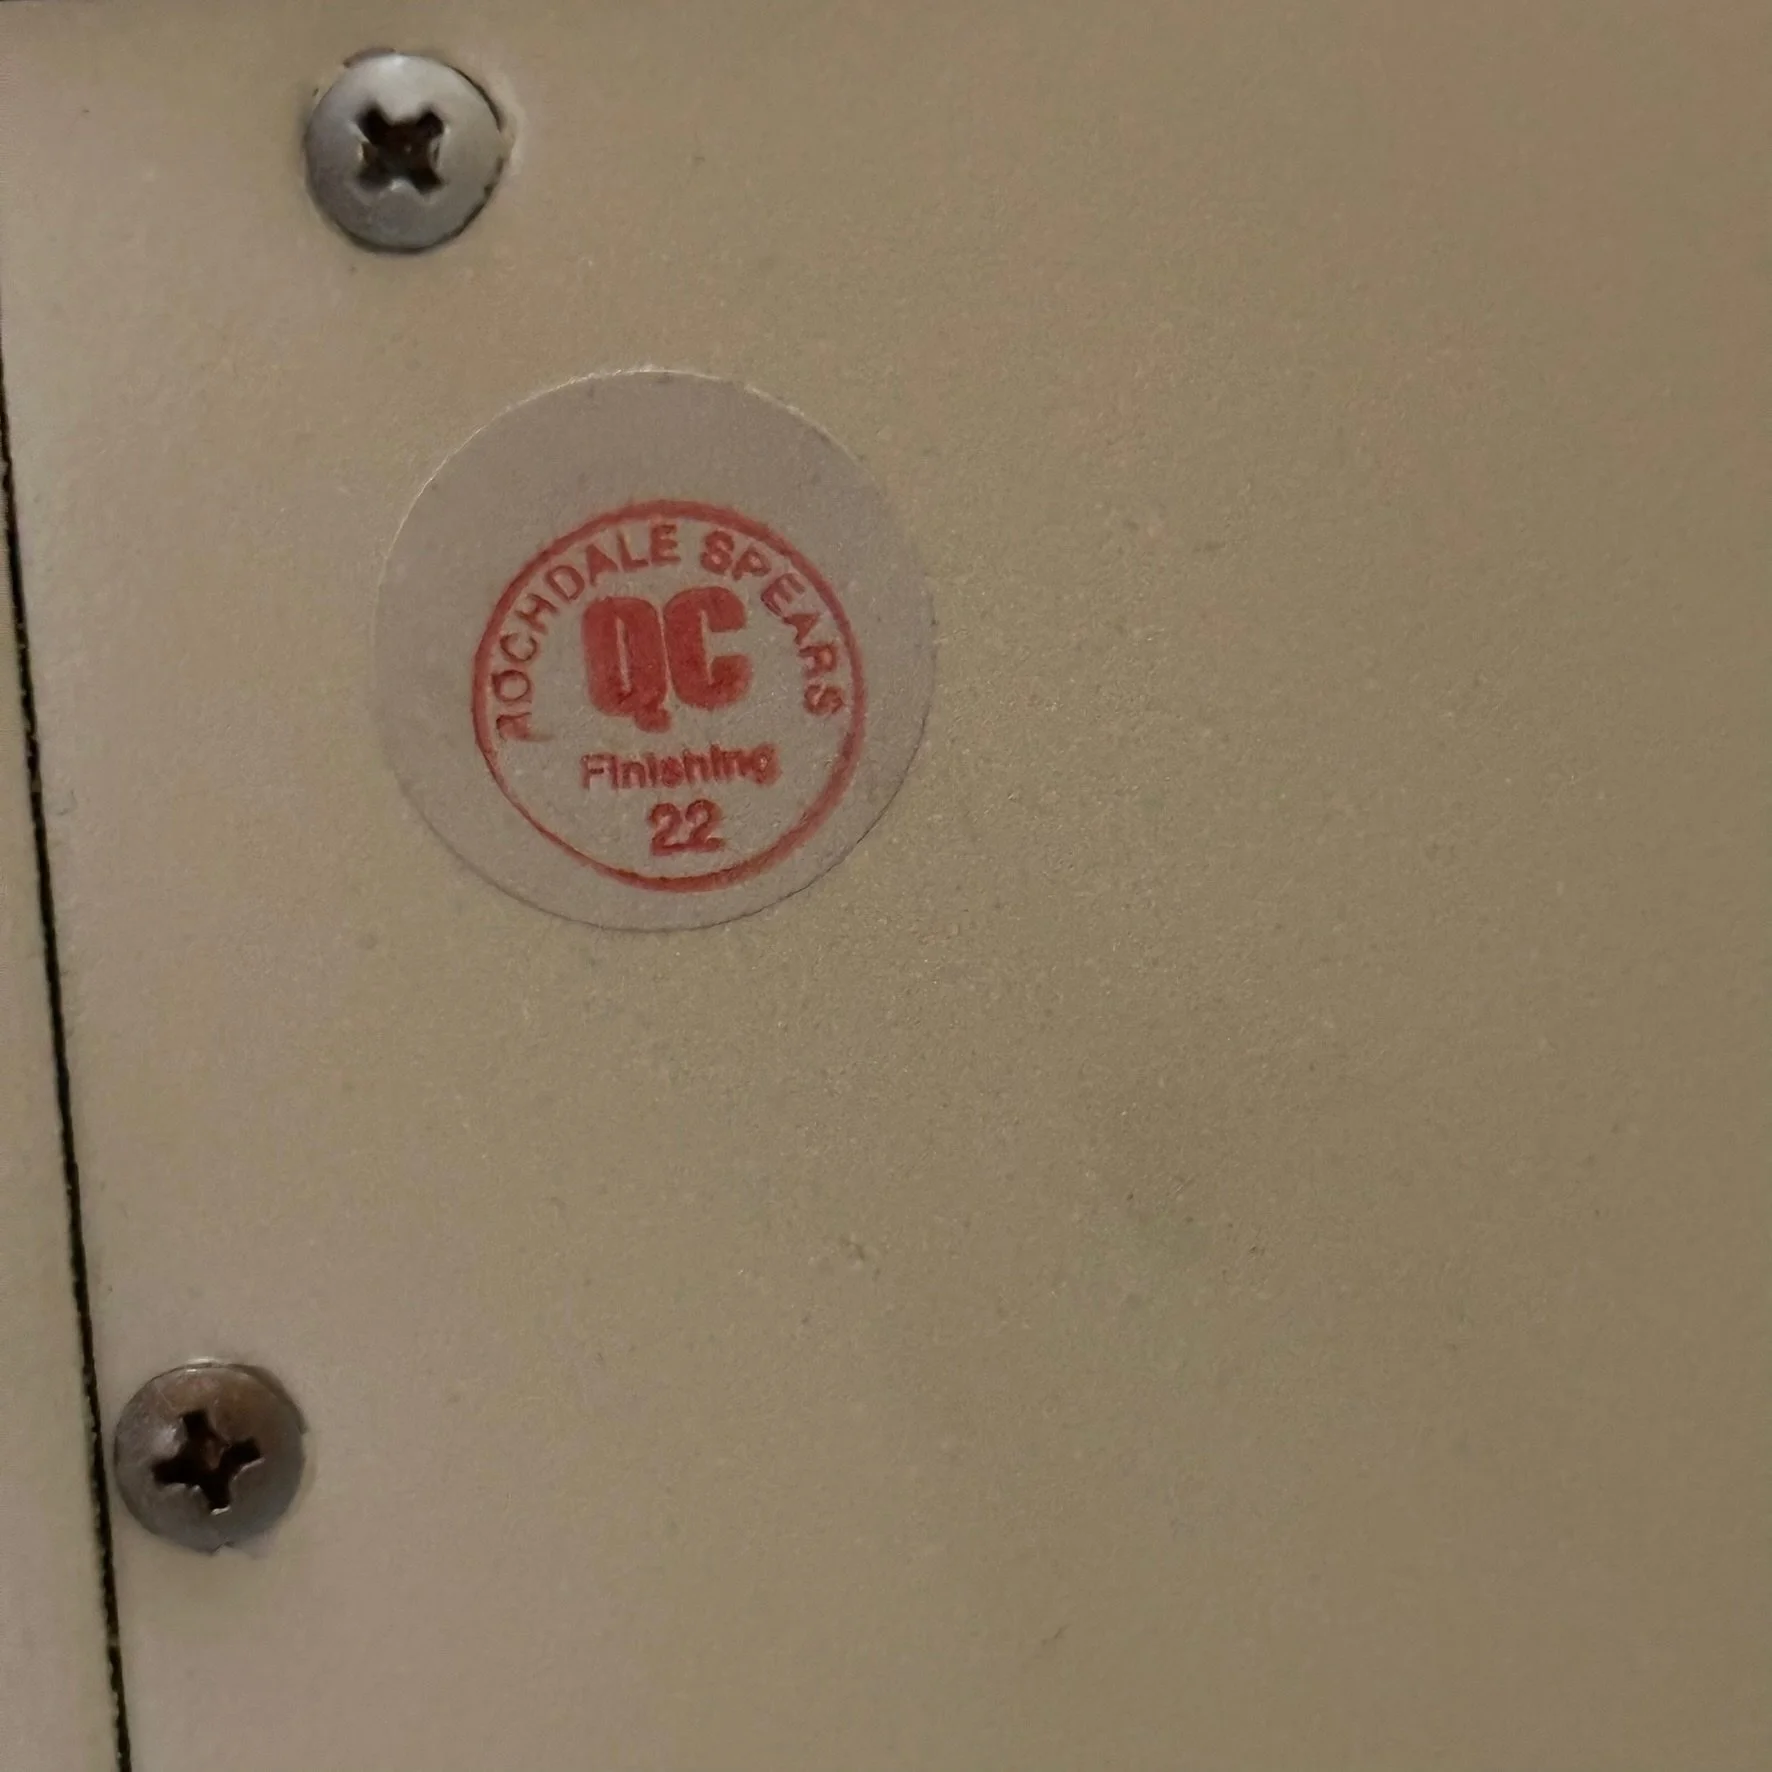 ROCHDALE SPEARS
QC
Finishing
22